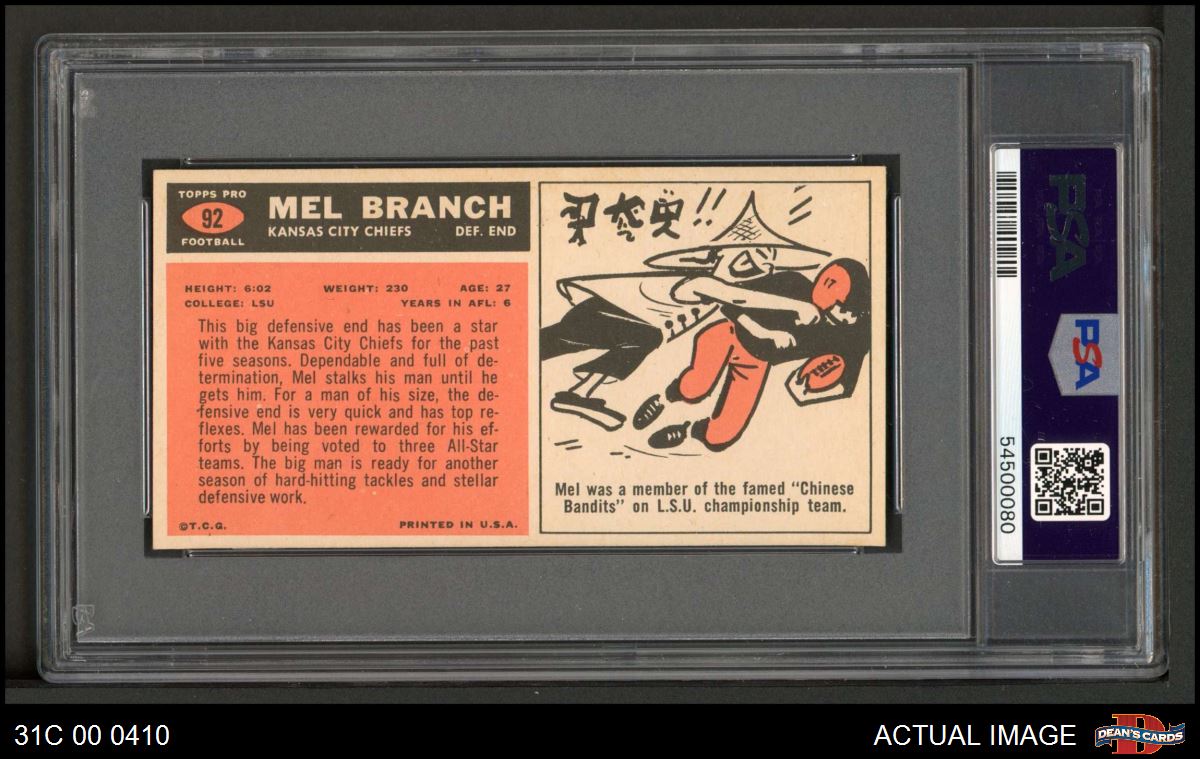 TOPPS PRO
92
FOOTBALL
MEL BRANCH
KANSAS CITY CHIEFS DEF. END
HEIGHT: 6:02 WEIGHT: 230 AGE: 27
COLLEGE: LSU YEARS IN AFL: 6
This big defensive end has been a star
with the Kansas City Chiefs for the past
five seasons. Dependable and full of de-
termination, Mel stalks his man until he
gets him. For a man of his size, the de-
fensive end is very quick and has top re-
flexes. Mel has been rewarded for his ef-
forts by being voted to three All-Star
teams. The big man is ready for another
season of hard-hitting tackles and stellar
defensive work.
©T.C.G. PRINTED IN U.S.A.
!!
17
Mel was a member of the famed "Chinese
Bandits" on L.S.U. championship team.
PSA
PSA
54500080
31C 00 0410
ACTUAL IMAGE
DEAN'S CARDS